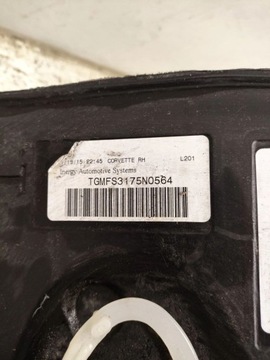 CORVETTE RH L201
Inergy Automotive Systems
TGMFS3175N0564